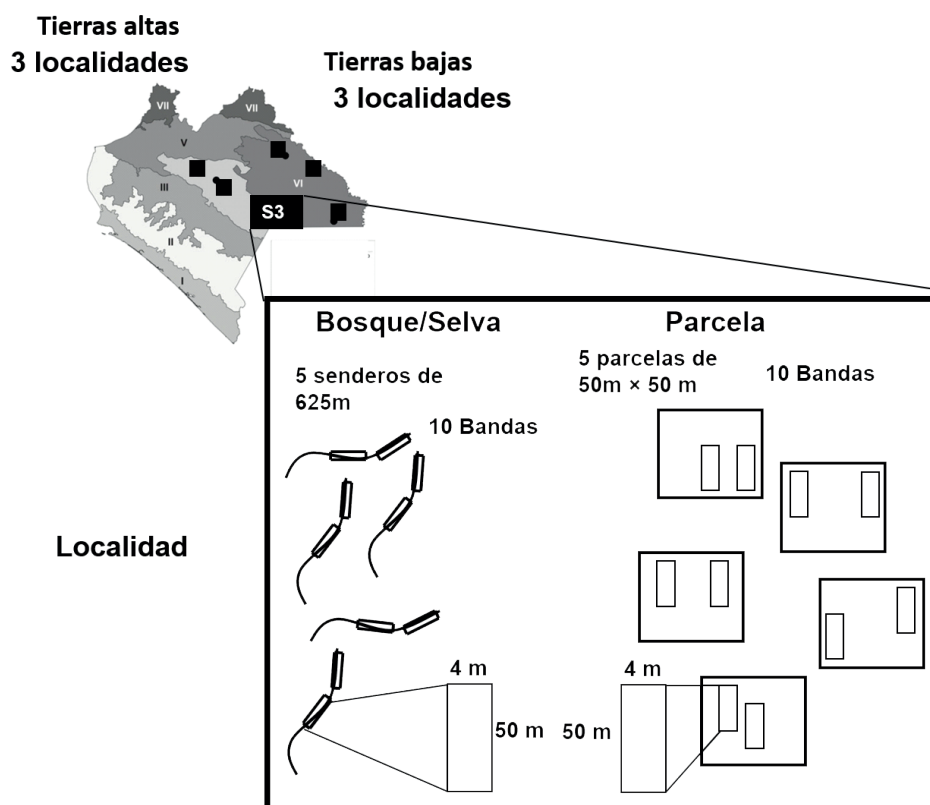 Tierras altas
3 localidades
Tierras bajas
3 localidades
VII
VII
V
VI
III
S3
II
I
Bosque/Selva
Parcela
5 senderos de
625m
10 Bandas
5 parcelas de
50m × 50 m
10 Bandas
Localidad
4 m
50 m
4 m
50 m